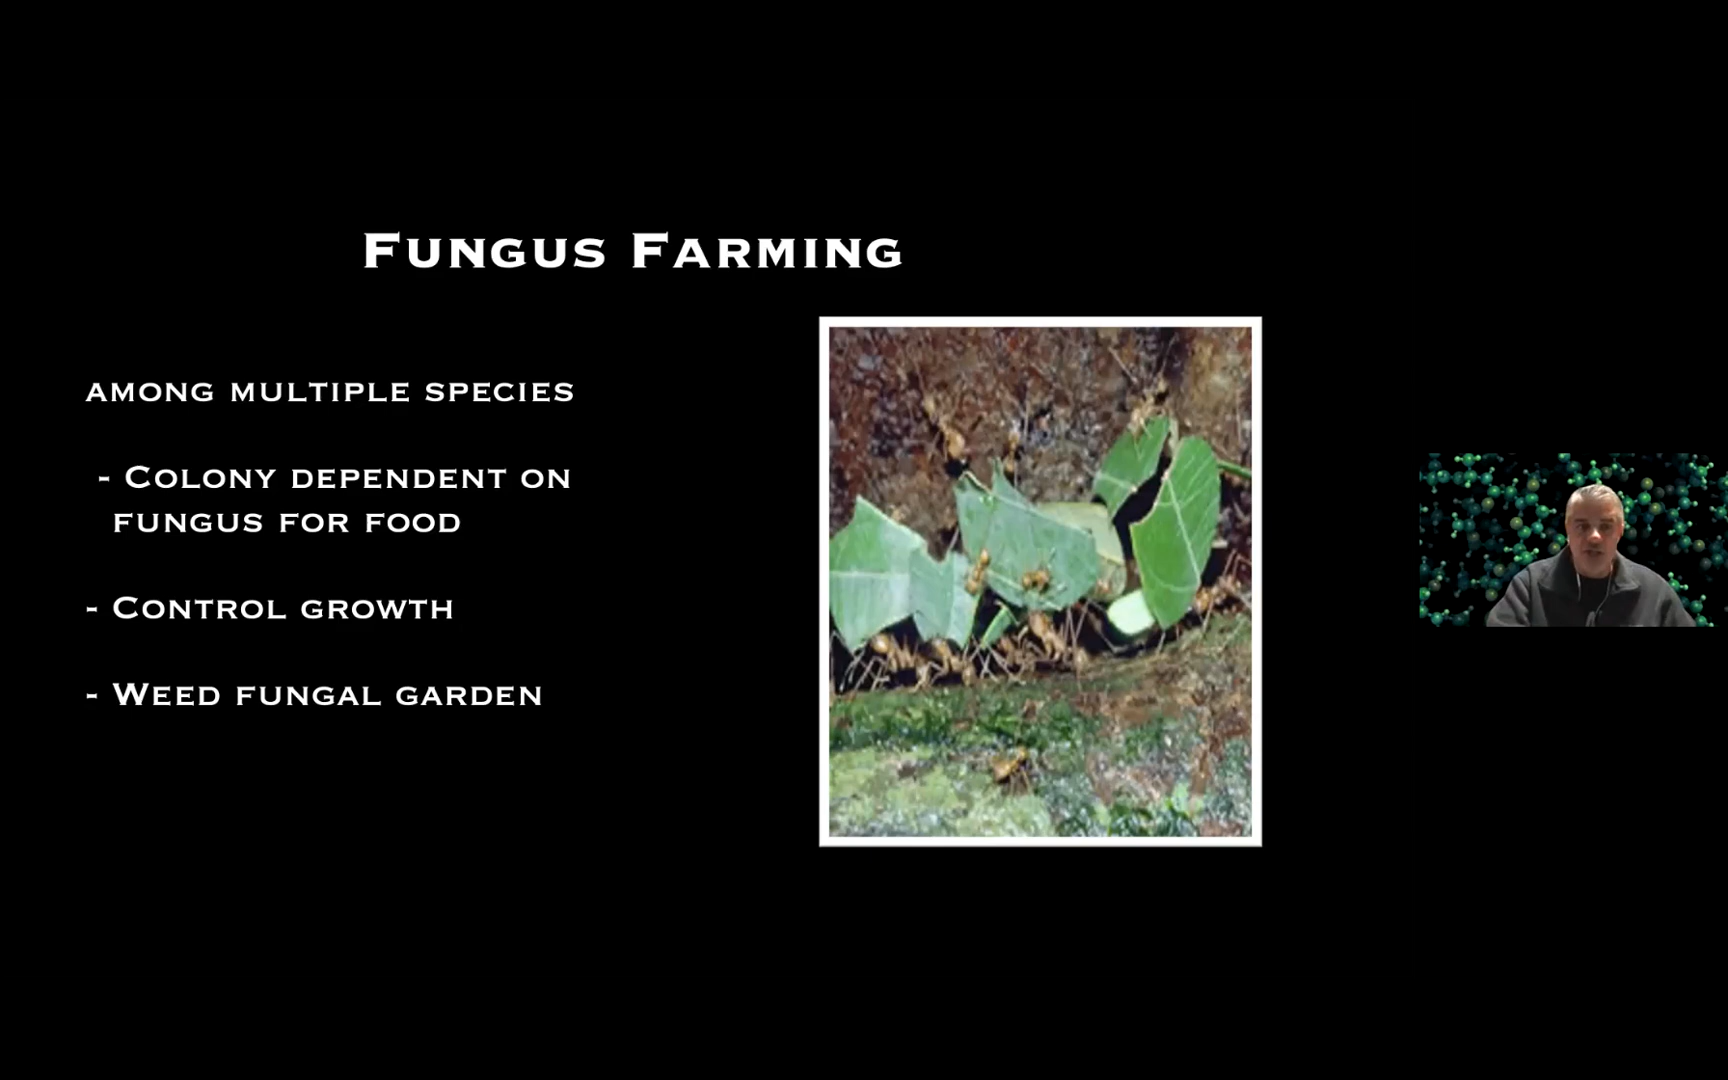 Fungus Farming
among multiple species
- Colony dependent on
fungus for food
- Control growth
- Weed fungal garden